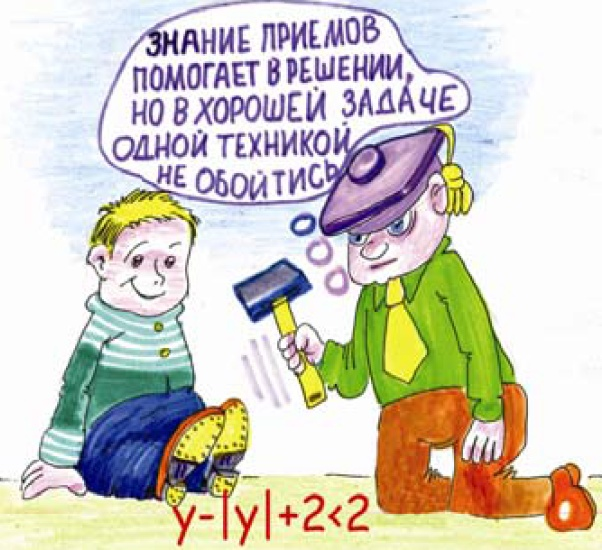 ЗНАНИЕ ПРИЕМОВ
ПОМОГАЕТ В РЕШЕНИИ,
НО В ХОРОШЕЙ ЗАДАЧЕ
ОДНОЙ ТЕХНИКОЙ
НЕ ОБОЙТИСЬ
y-|y|+2<2